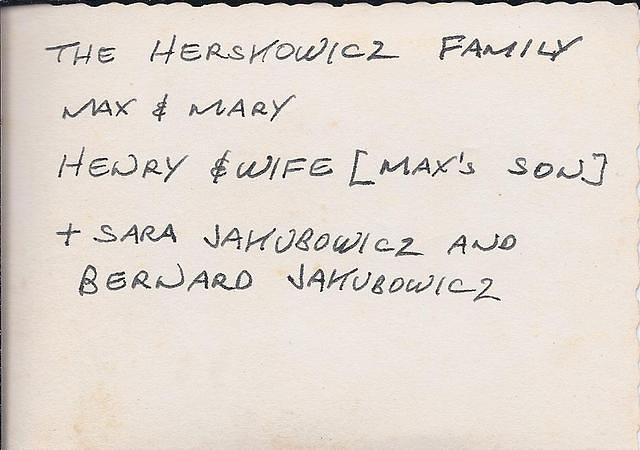 THE HERSKOWICZ FAMILY
MAX & MARY
HENRY & WIFE [MAX'S SON]
+ SARA JAKUBOWICZ AND
BERNARD JAKUBOWICZ